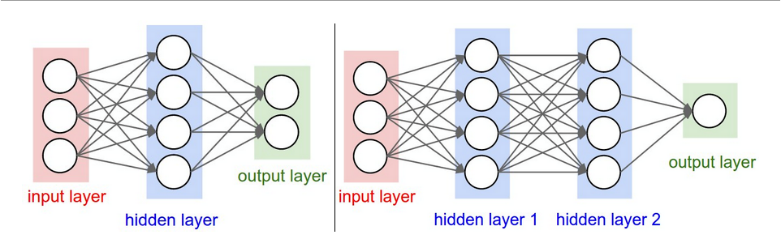 input layer
hidden layer
output layer
input layer
hidden layer 1
hidden layer 2
output layer